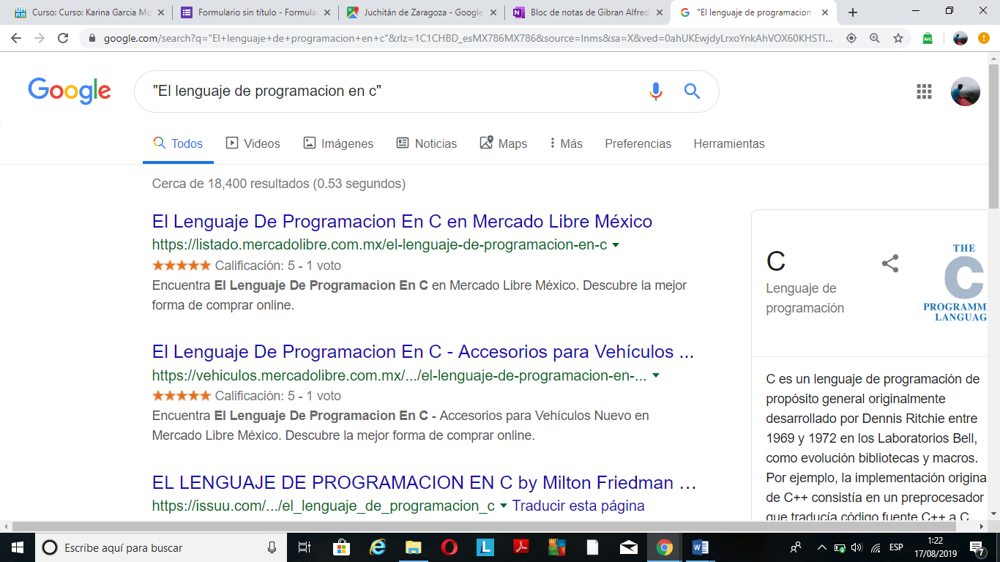 Curso: Curso: Karina Garcia Mo
Formulario sin título - Formula
Juchitán de Zaragoza - Google
Bloc de notas de Gibran Alfred
"El lenguaje de programacion
google.com/search?q="El+lenguaje+de+programacion+en+c"&rlz=1C1CHBD_esMX786MX786&source=lnms&sa=X&ved=0ahUKEwjdyLrxoYnkAhVOX60KHSTl...
Google
"El lenguaje de programacion en c"
Todos Videos Imágenes Noticias Maps Más Preferencias Herramientas
Cerca de 18,400 resultados (0.53 segundos)
El Lenguaje De Programacion En C en Mercado Libre México
https://listado.mercadolibre.com.mx/el-lenguaje-de-programacion-en-c
Calificación: 5 - 1 voto
Encuentra El Lenguaje De Programacion En C en Mercado Libre México. Descubre la mejor
forma de comprar online.
El Lenguaje De Programacion En C - Accesorios para Vehículos ...
https://vehiculos.mercadolibre.com.mx/.../el-lenguaje-de-programacion-en-...
Calificación: 5 - 1 voto
Encuentra El Lenguaje De Programacion En C - Accesorios para Vehículos Nuevo en
Mercado Libre México. Descubre la mejor forma de comprar online.
EL LENGUAJE DE PROGRAMACION EN C by Milton Friedman ...
https://issuu.com/.../el_lenguaje_de_programacion_c Traducir esta página
C
Lenguaje de
programación
THE
C
PROGRAMM
LANGUAG
C es un lenguaje de programación de
propósito general originalmente
desarrollado por Dennis Ritchie entre
1969 y 1972 en los Laboratorios Bell,
como evolución bibliotecas y macros.
Por ejemplo, la implementación origina
de C++ consistía en un preprocesador
que traducía código fuente C++ a C
Escribe aquí para buscar
ESP
1:22
17/08/2019
7